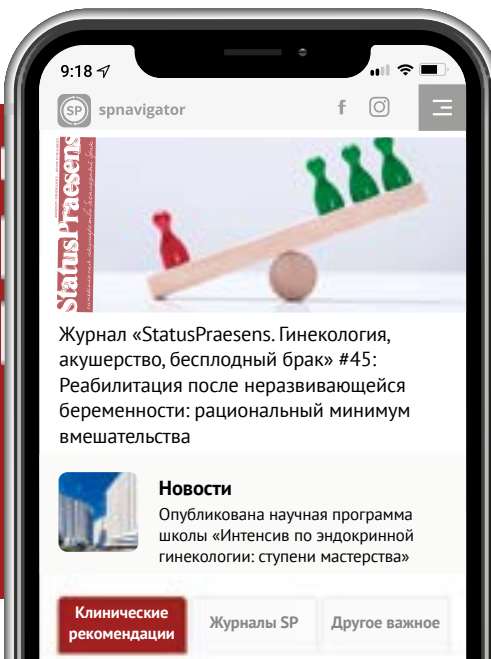 9:18
SP spnavigator
f
StatusPraesens
Журнал «StatusPraesens. Гинекология,
акушерство, бесплодный брак» #45:
Реабилитация после неразвивающейся
беременности: рациональный минимум
вмешательства
Новости
Опубликована научная программа
школы «Интенсив по эндокринной
гинекологии: ступени мастерства»
Клинические
рекомендации
Журналы SP
Другое важное